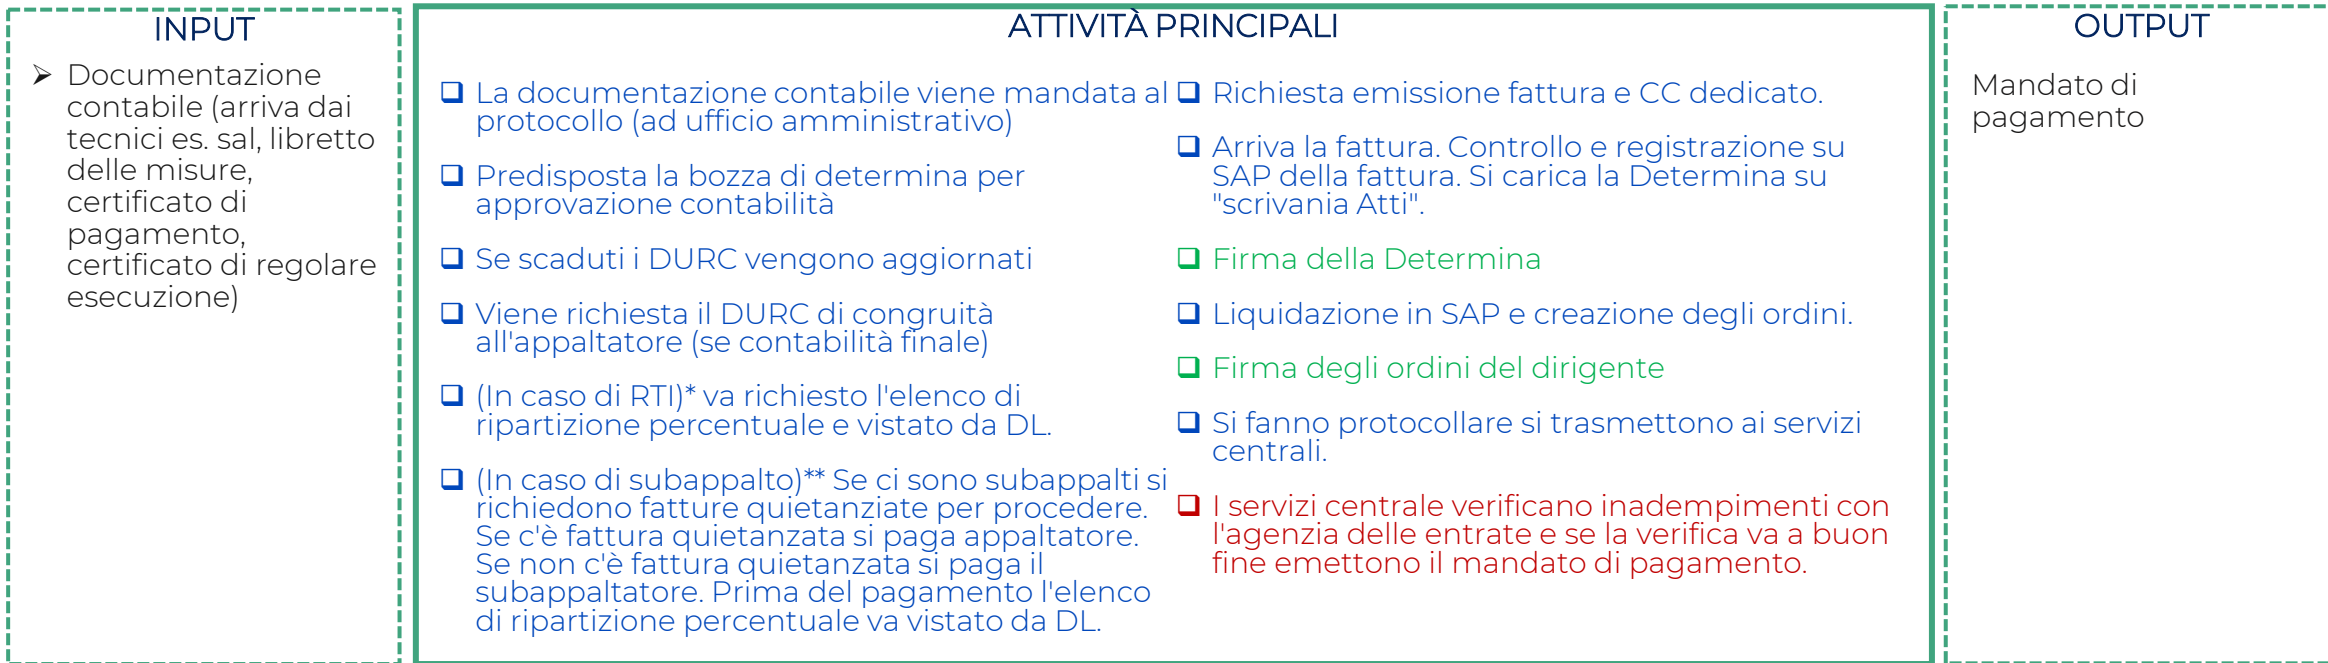 INPUT
➢ Documentazione
contabile (arriva dai
tecnici es. sal, libretto
delle misure,
certificato di
pagamento,
certificato di regolare
esecuzione)
ATTIVITÀ PRINCIPALI
❑ La documentazione contabile viene mandata al
protocollo (ad ufficio amministrativo)
❑ Predisposta la bozza di determina per
approvazione contabilità
❑ Se scaduti i DURC vengono aggiornati
❑ Viene richiesta il DURC di congruità
all'appaltatore (se contabilità finale)
❑ (In caso di RTI)* va richiesto l'elenco di
ripartizione percentuale e vistato da DL.
❑ (In caso di subappalto)** Se ci sono subappalti si
richiedono fatture quietanziate per procedere.
Se c'è fattura quietanzata si paga appaltatore.
Se non c'è fattura quietanzata si paga il
subappaltatore. Prima del pagamento l'elenco
di ripartizione percentuale va vistato da DL.
❑ Richiesta emissione fattura e CC dedicato.
❑ Arriva la fattura. Controllo e registrazione su
SAP della fattura. Si carica la Determina su
"scrivania Atti".
❑ Firma della Determina
❑ Liquidazione in SAP e creazione degli ordini.
❑ Firma degli ordini del dirigente
❑ Si fanno protocollare si trasmettono ai servizi
centrali.
❑ I servizi centrale verificano inadempimenti con
l'agenzia delle entrate e se la verifica va a buon
fine emettono il mandato di pagamento.
OUTPUT
Mandato di
pagamento